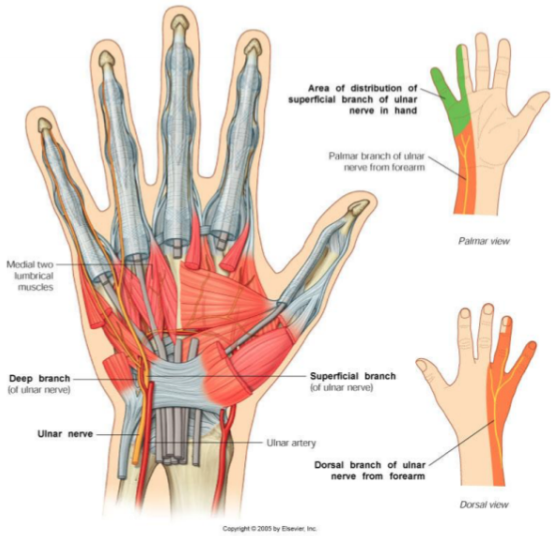 Area of distribution of
superficial branch of ulnar
nerve in hand
Palmar branch of ulnar
nerve from forearm
Palmar view
Medial two
lumbrical
muscles
Deep branch
(of ulnar nerve)
Superficial branch
(of ulnar nerve)
Ulnar nerve
Ulnar artery
Dorsal branch of ulnar
nerve from forearm
Dorsal view
Copyright © 2005 by Elsevier, Inc.